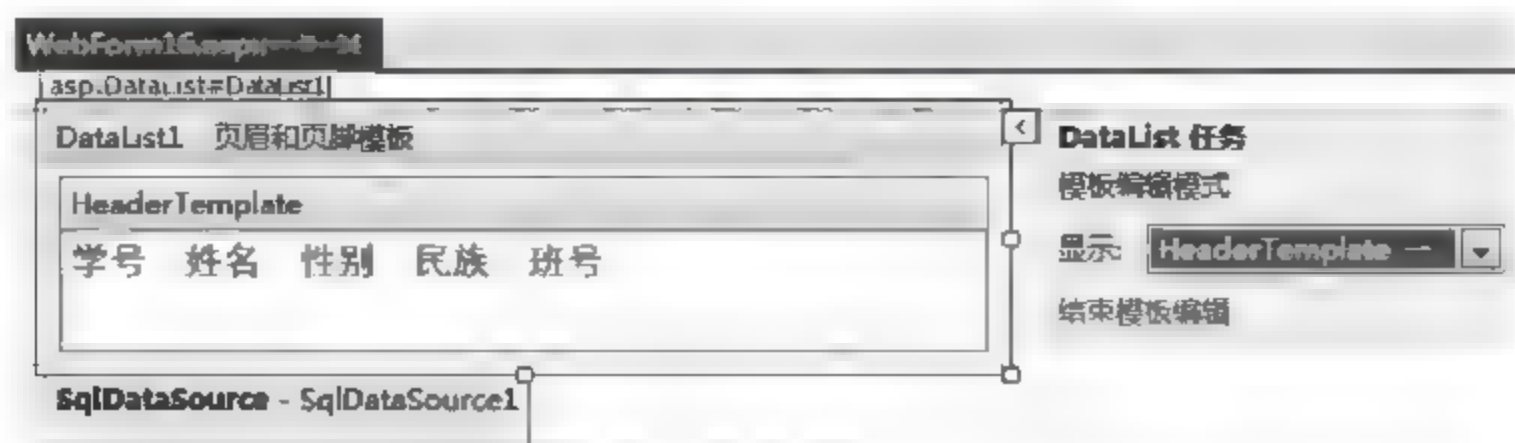 WebForm16.aspx
asp:DataList#DataList1
DataList1 页眉和页脚模板
HeaderTemplate
学号 姓名 性别 民族 班号
SqlDataSource - SqlDataSource1
DataList 任务
模板编辑模式
显示: HeaderTemplate
结束模板编辑